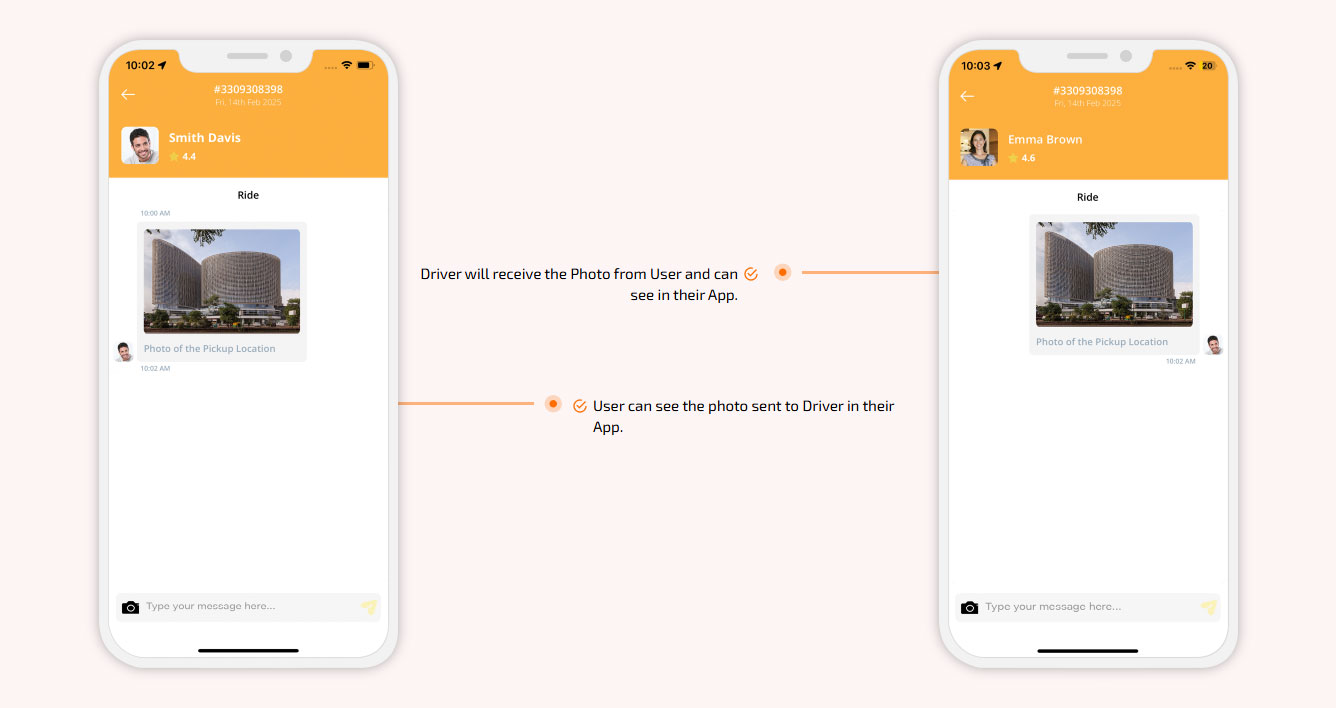 10:02
#3309308398
Fri, 14th Feb 2025
Smith Davis
4.4
Ride
10:00 AM
Photo of the Pickup Location
10:02 AM
Type your message here...
Driver will receive the Photo from User and can
see in their App.
User can see the photo sent to Driver in their
App.
10:03
20
#3309308398
Fri, 14th Feb 2025
Emma Brown
4.6
Ride
Photo of the Pickup Location
10:02 AM
Type your message here...